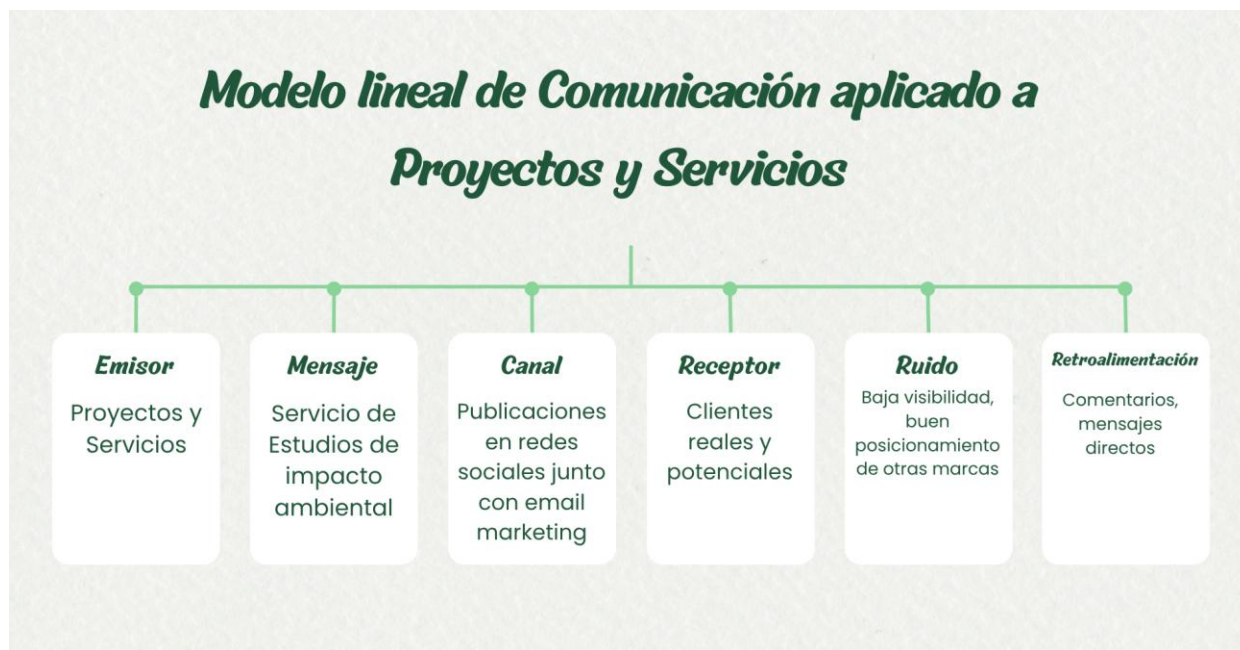 Modelo lineal de Comunicación aplicado a
Proyectos y Servicios
Emisor
Proyectos y
Servicios
Mensaje
Servicio de
Estudios de
impacto
ambiental
Canal
Publicaciones
en redes
sociales junto
con email
marketing
Receptor
Clientes
reales y
potenciales
Ruido
Baja visibilidad,
buen
posicionamiento
de otras marcas
Retroalimentación
Comentarios,
mensajes
directos